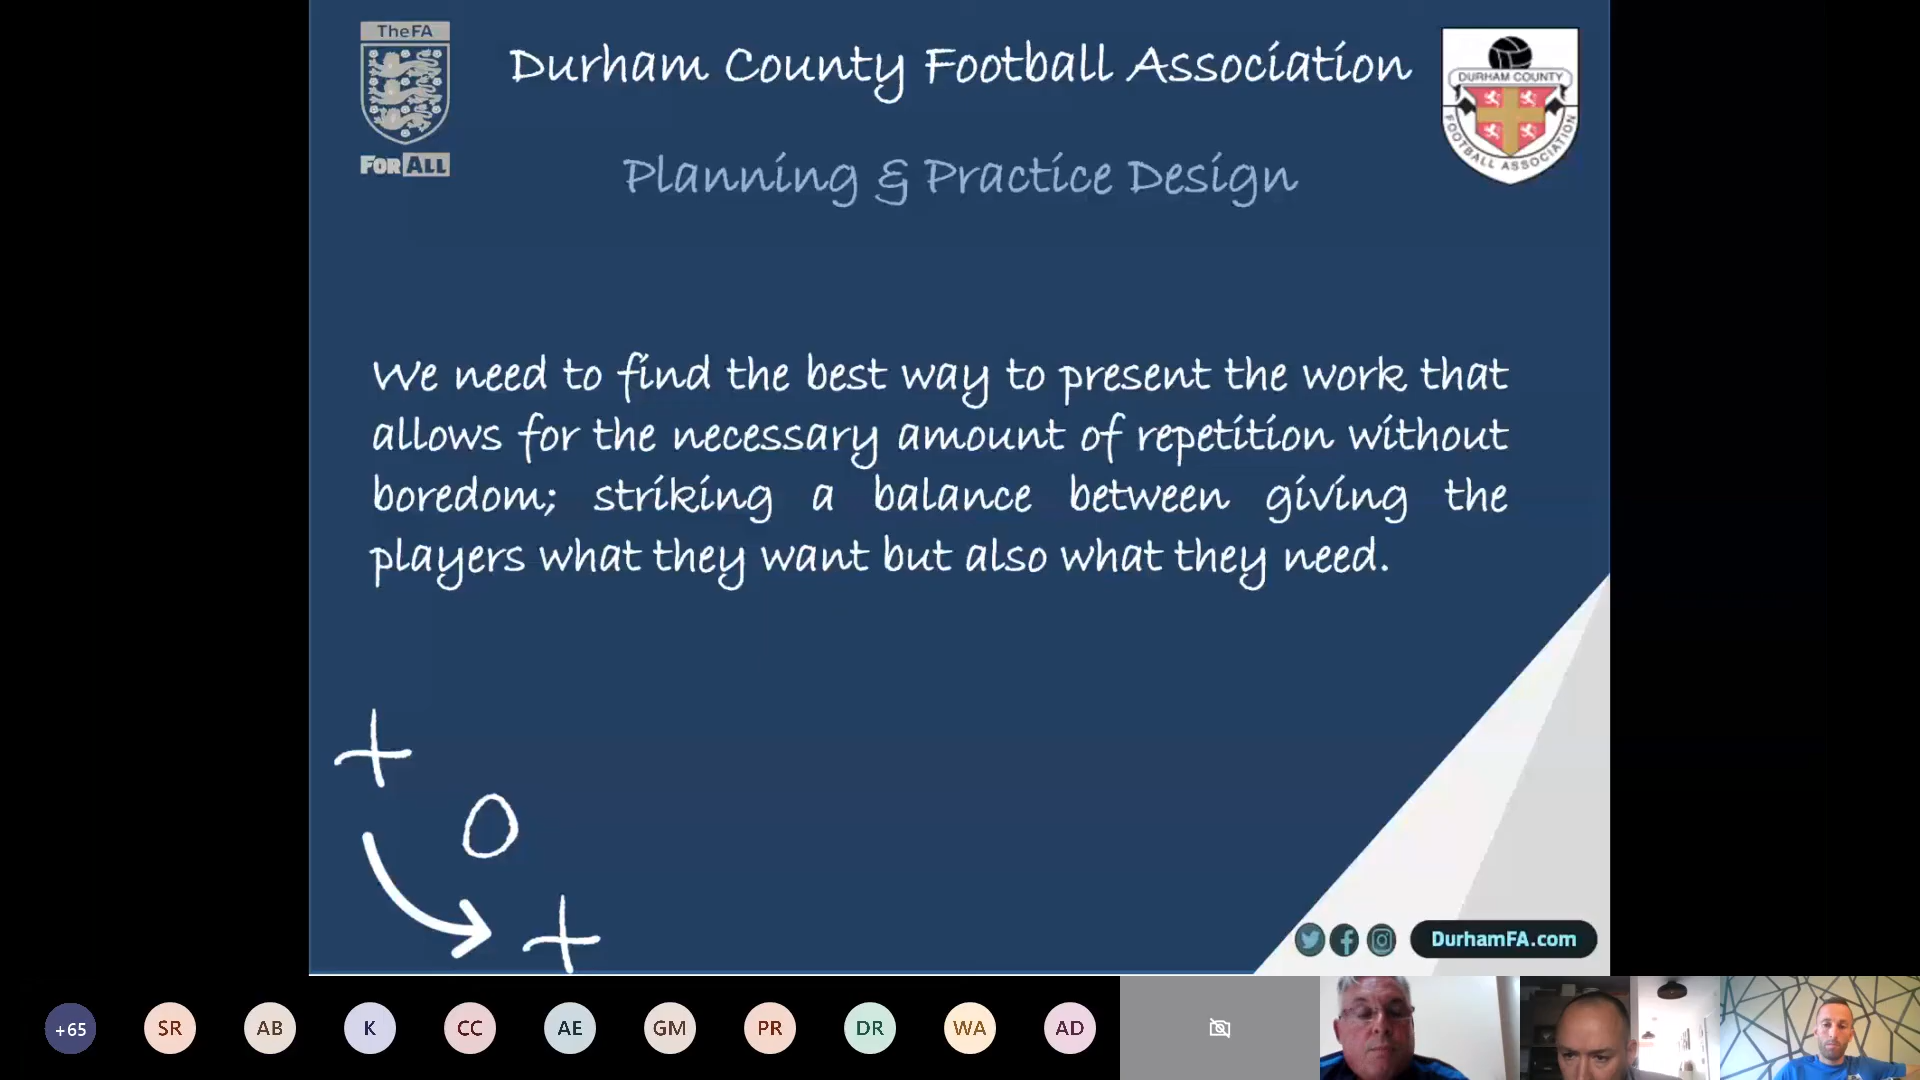 TheFA
FOR ALL
Durham County Football Association
Planning & Practice Design
DURHAM COUNTY
FOOTBALL ASSOCIATION
We need to find the best way to present the work that
allows for the necessary amount of repetition without
boredom; striking a balance between giving the
players what they want but also what they need.
DurhamFA.com
+65
SR
AB
K
CC
AE
GM
PR
DR
WA
AD